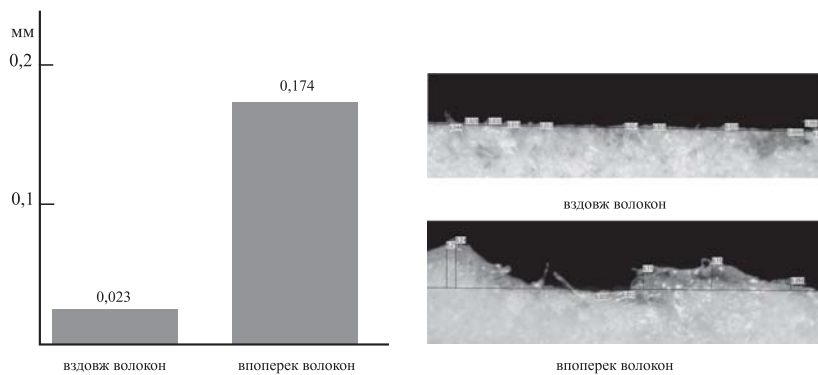 мм
0,2
0,174
0,1
0,023
вздовж волокон
впоперек волокон
вздовж волокон
впоперек волокон